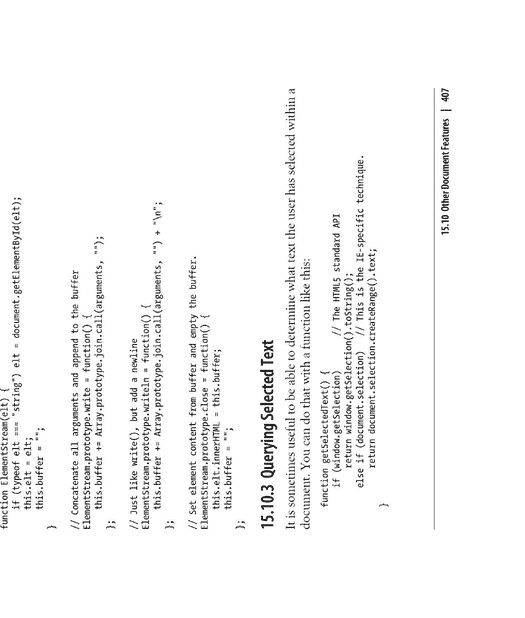 function ElementStream(elt) {
if (typeof elt === "string") elt = document.getElementById(elt);
this.elt = elt;
this.buffer = "";
}
// Concatenate all arguments and append to the buffer
ElementStream.prototype.write = function() {
this.buffer += Array.prototype.join.call(arguments, "");
};
// Just like write(), but add a newline
ElementStream.prototype.writeln = function() {
this.buffer += Array.prototype.join.call(arguments, "") + "\n";
};
// Set element content from buffer and empty the buffer.
ElementStream.prototype.close = function() {
this.elt.innerHTML = this.buffer;
this.buffer = "";
};
15.10.3 Querying Selected Text
It is sometimes useful to be able to determine what text the user has selected within a
document. You can do that with a function like this:
function getSelectedText() {
if (window.getSelection) // The HTML5 standard API
return window.getSelection().toString();
else if (document.selection) // This is the IE-specific technique.
return document.selection.createRange().text;
}
15.10 Other Document Features | 407